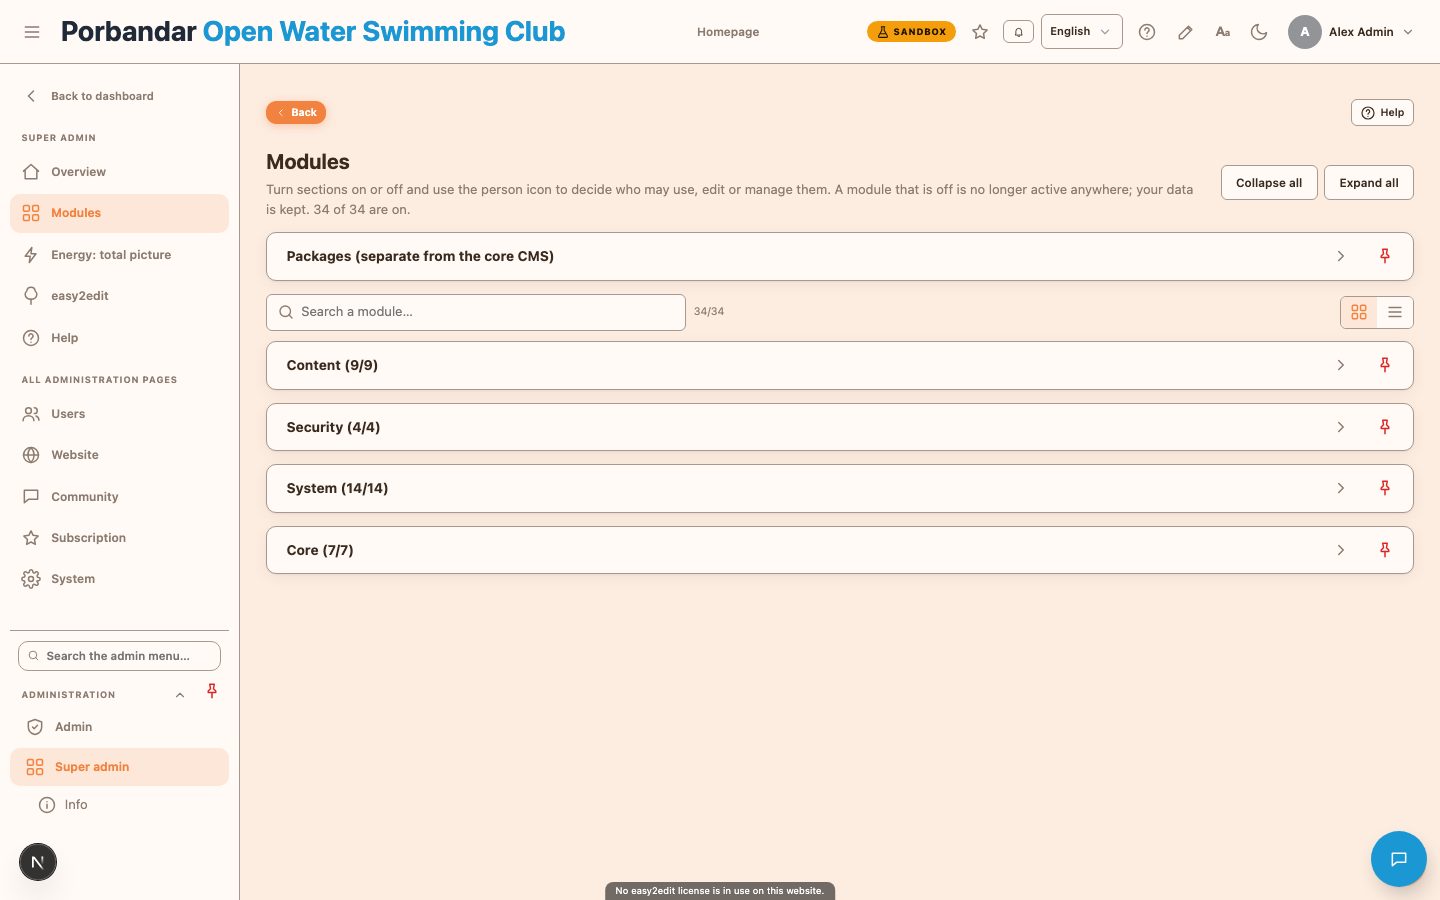 Porbandar Open Water Swimming Club
Homepage
SANDBOX
English
Aa
A
Alex Admin
Back to dashboard
SUPER ADMIN
Overview
Modules
Energy: total picture
easy2edit
Help
ALL ADMINISTRATION PAGES
Users
Website
Community
Subscription
System
Search the admin menu...
ADMINISTRATION
Admin
Super admin
Info
N
Back
Help
Modules
Turn sections on or off and use the person icon to decide who may use, edit or manage them. A module that is off is no longer active anywhere; your data
is kept. 34 of 34 are on.
Collapse all
Expand all
Packages (separate from the core CMS)
Search a module...
34/34
Content (9/9)
Security (4/4)
System (14/14)
Core (7/7)
No easy2edit license is in use on this website.